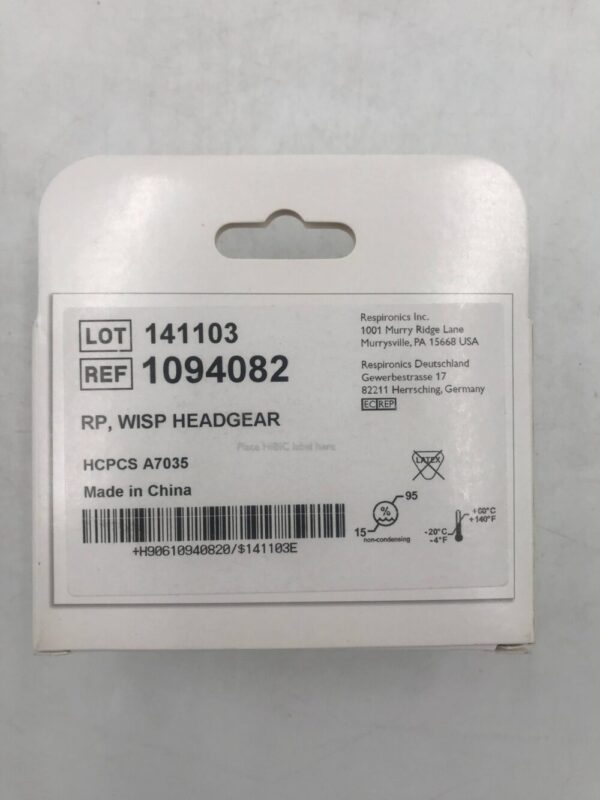 LOT 141103
REF 1094082
Respironics Inc.
1001 Murry Ridge Lane
Murrysville, PA 15668 USA
Respironics Deutschland
Gewerbestrasse 17
82211 Herrsching, Germany
EC REP
RP, WISP HEADGEAR
Place HIBIC label here
HCPCS A7035
LATEX
Made in China
95
%
15
non-condensing
+60°C
+140°F
-20°C
-4°F
+H90610940820/$141103E